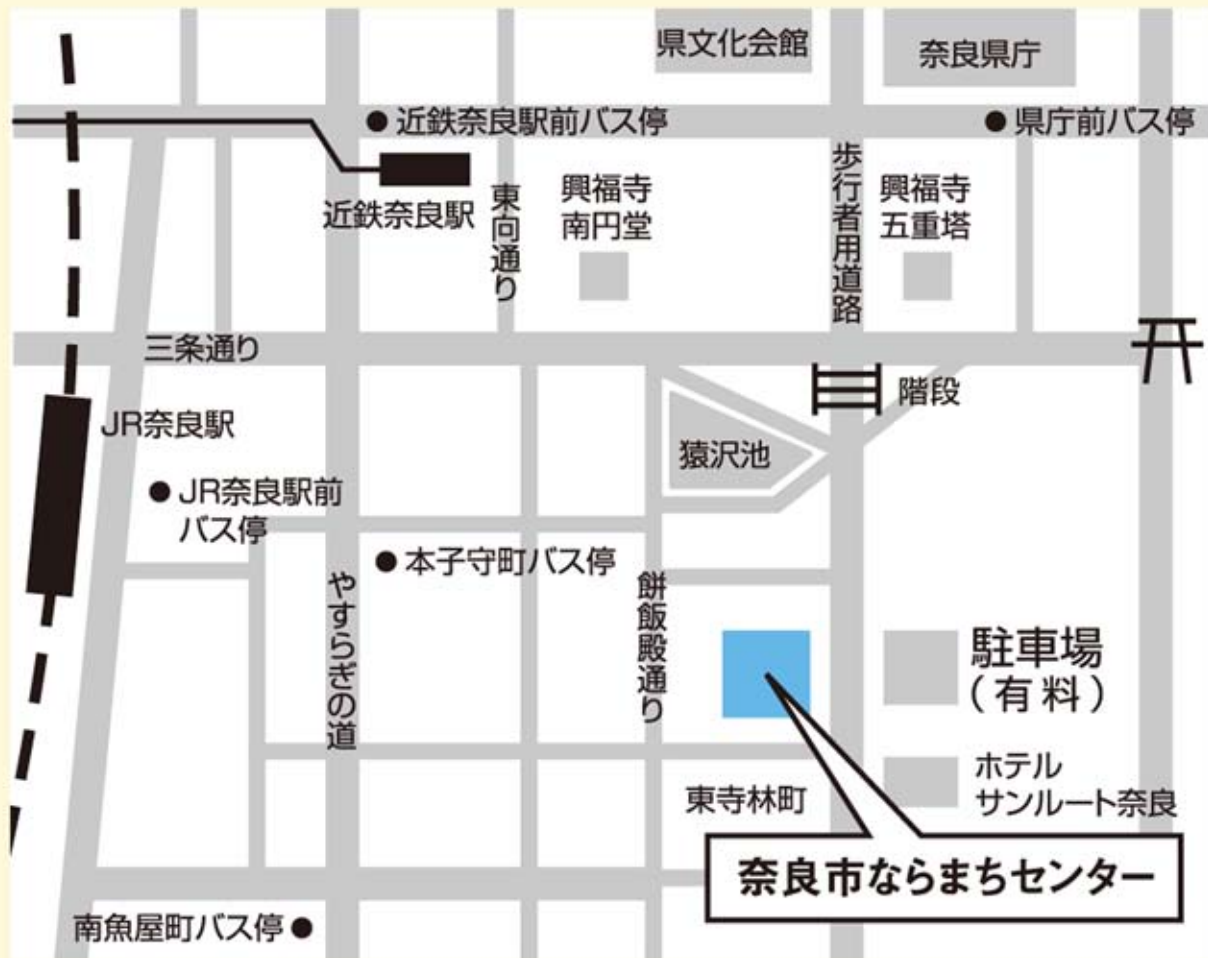 県文化会館
奈良県庁
近鉄奈良駅前バス停
県庁前バス停
近鉄奈良駅
東向通り
興福寺
南円堂
歩行者用道路
興福寺
五重塔
三条通り
JR奈良駅
階段
猿沢池
JR奈良駅前
バス停
本子守町バス停
やすらぎの道
餅飯殿通り
駐車場
(有料)
ホテル
サンルート奈良
東寺林町
奈良市ならまちセンター
南魚屋町バス停